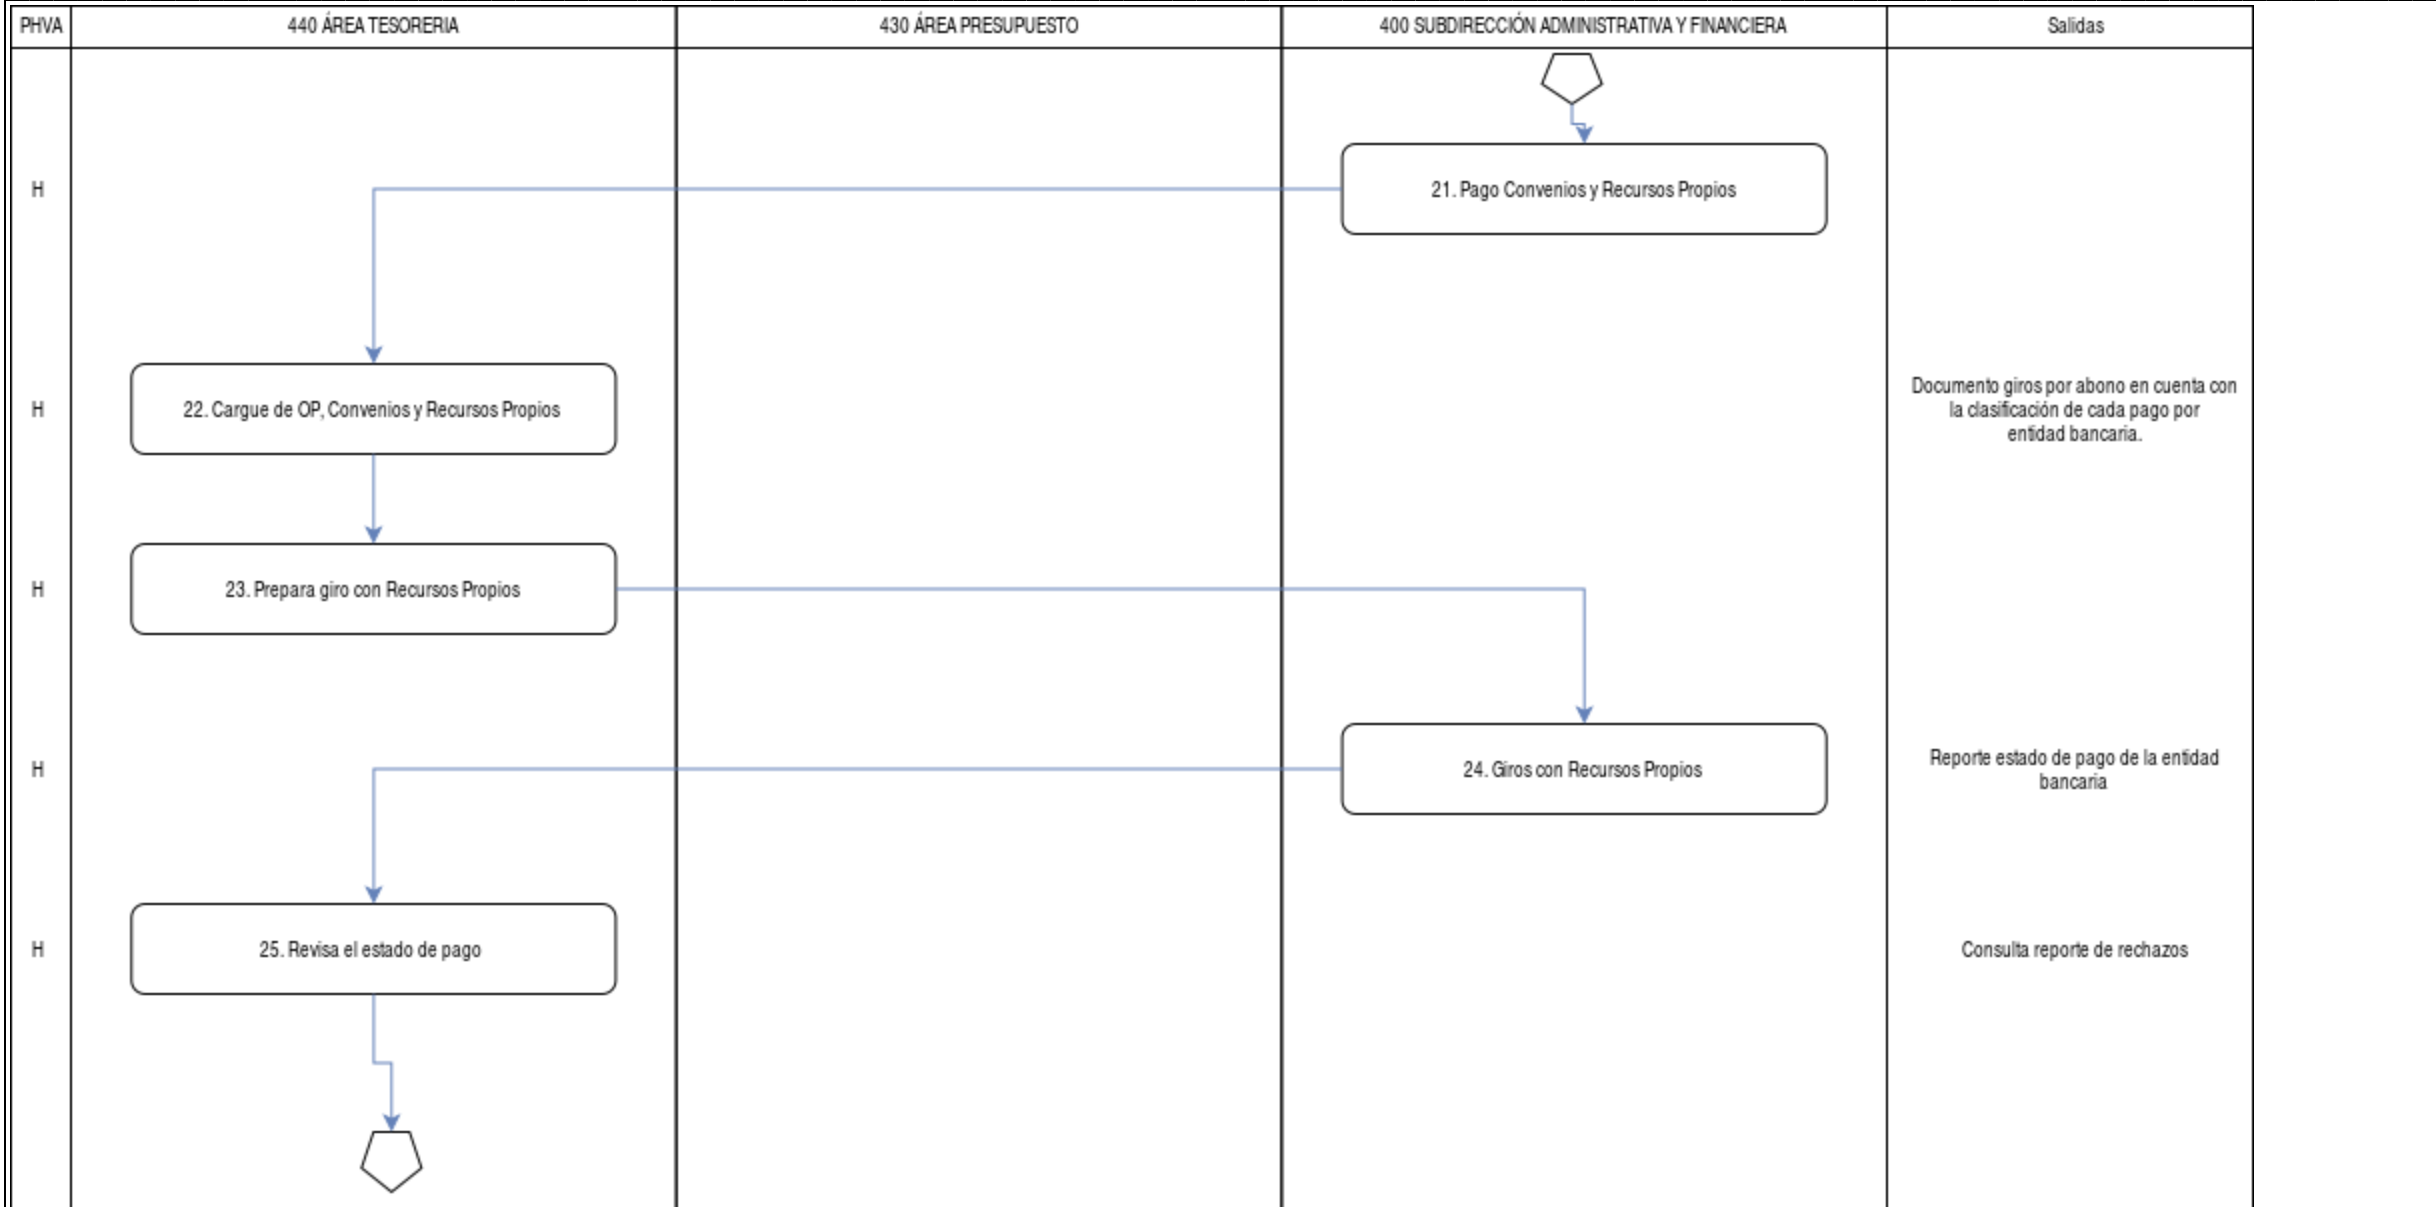 PHVA
440 ÁREA TESORERIA
430 ÁREA PRESUPUESTO
400 SUBDIRECCIÓN ADMINISTRATIVA Y FINANCIERA
Salidas
H
21. Pago Convenios y Recursos Propios
H
22. Cargue de OP, Convenios y Recursos Propios
Documento giros por abono en cuenta con
la clasificación de cada pago por
entidad bancaria.
H
23. Prepara giro con Recursos Propios
H
24. Giros con Recursos Propios
Reporte estado de pago de la entidad
bancaria
H
25. Revisa el estado de pago
Consulta reporte de rechazos